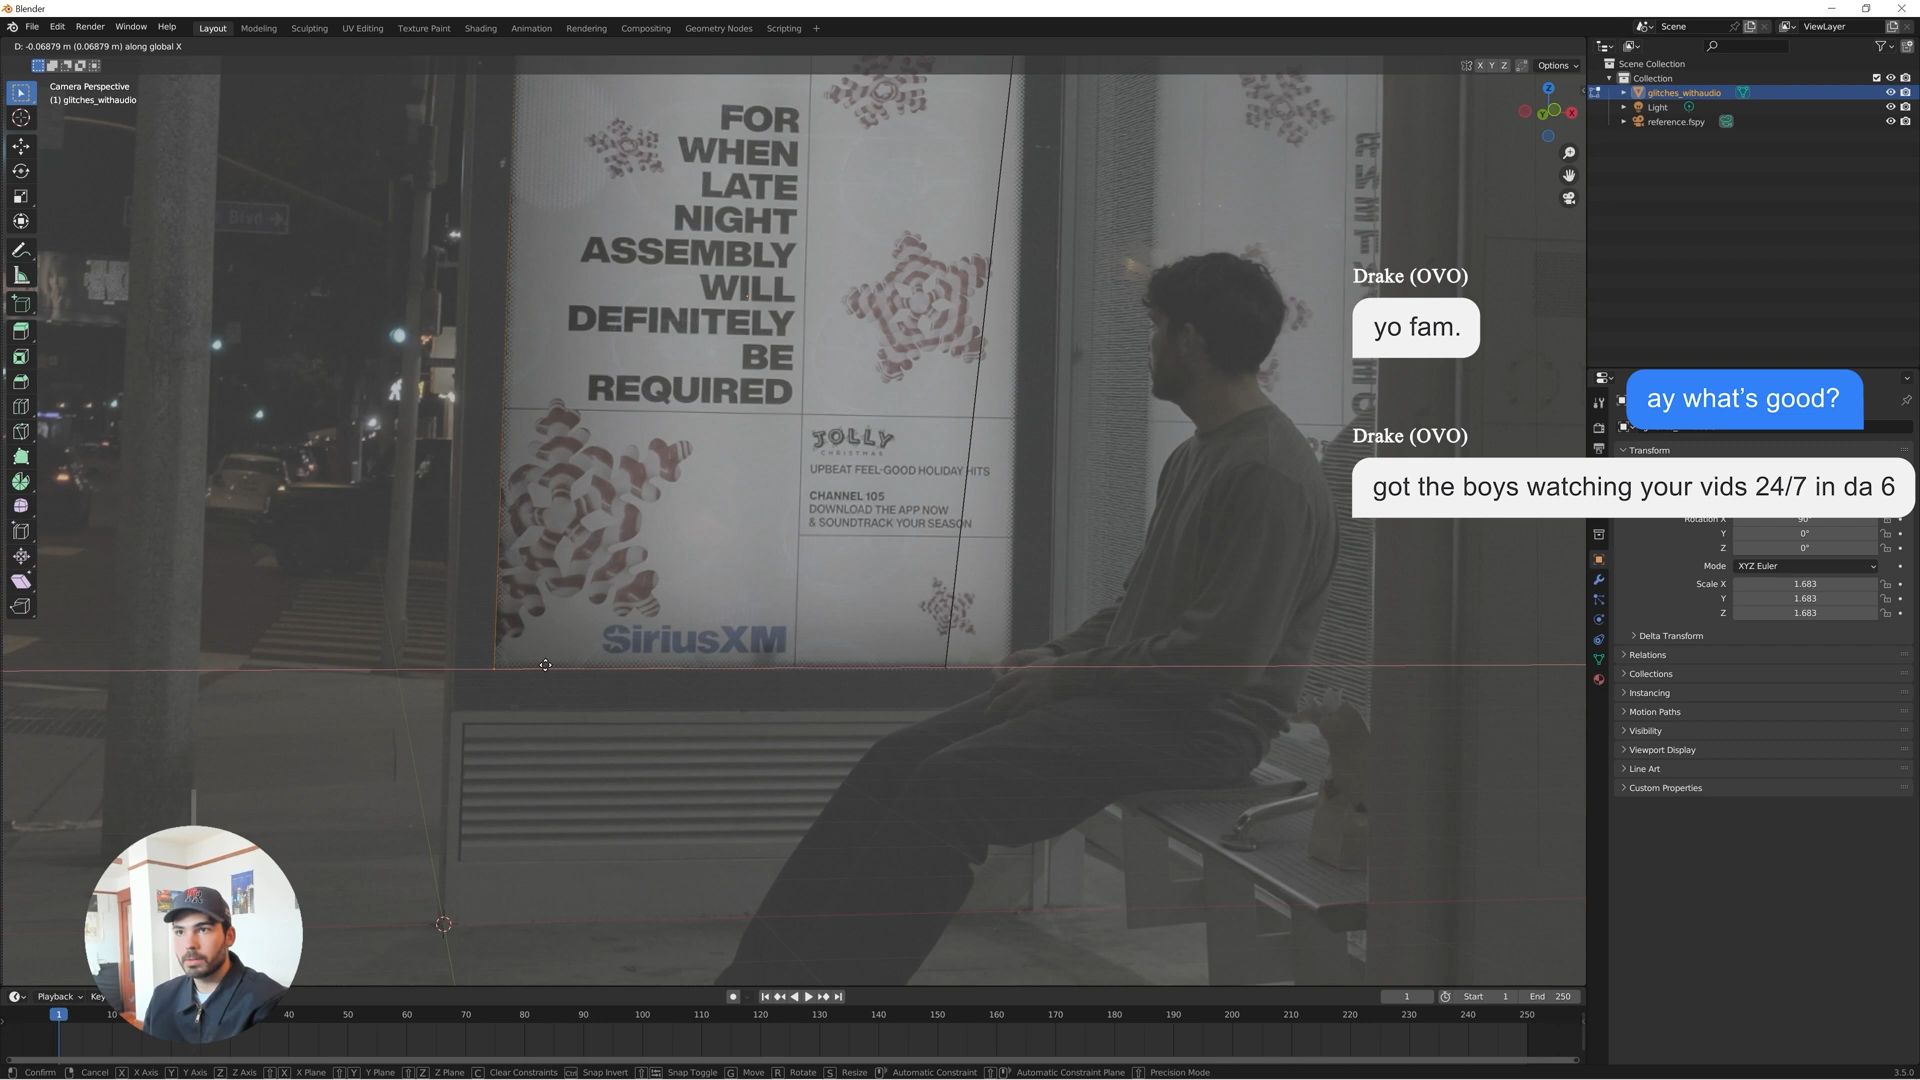 Blender
File Edit Render Window Help
Layout Modeling Sculpting UV Editing Texture Paint Shading Animation Rendering Compositing Geometry Nodes Scripting +
Scene
ViewLayer
D: -0.06879 m (0.06879 m) along global X
X Y Z
Options
Camera Perspective
(1) glitches_withaudio
Z
X
Y
Scene Collection
Collection
glitches_withaudio
Light
reference.fspy
FOR
WHEN
LATE
NIGHT
ASSEMBLY
WILL
DEFINITELY
BE
REQUIRED
JOLLY
CHRISTMAS
UPBEAT FEEL-GOOD HOLIDAY HITS
CHANNEL 105
DOWNLOAD THE APP NOW
& SOUNDTRACK YOUR SEASON
SiriusXM
Blvd
Drake (OVO)
yo fam.
ay what's good?
Drake (OVO)
got the boys watching your vids 24/7 in da 6
Transform
Rotation X 90°
Y 0°
Z 0°
Mode XYZ Euler
Scale X 1.683
Y 1.683
Z 1.683
Delta Transform
Relations
Collections
Instancing
Motion Paths
Visibility
Viewport Display
Line Art
Custom Properties
Playback Key
1
Start 1
End 250
1 10 40 50 60 70 80 90 100 110 120 130 140 150 160 170 180 190 200 210 220 230 240 250
Confirm Cancel X X Axis Y Y Axis Z Z Axis X X Plane Y Y Plane Z Z Plane C Clear Constraints Ctrl Snap Invert Snap Toggle G Move R Rotate S Resize Automatic Constraint Automatic Constraint Plane Precision Mode
3.5.0